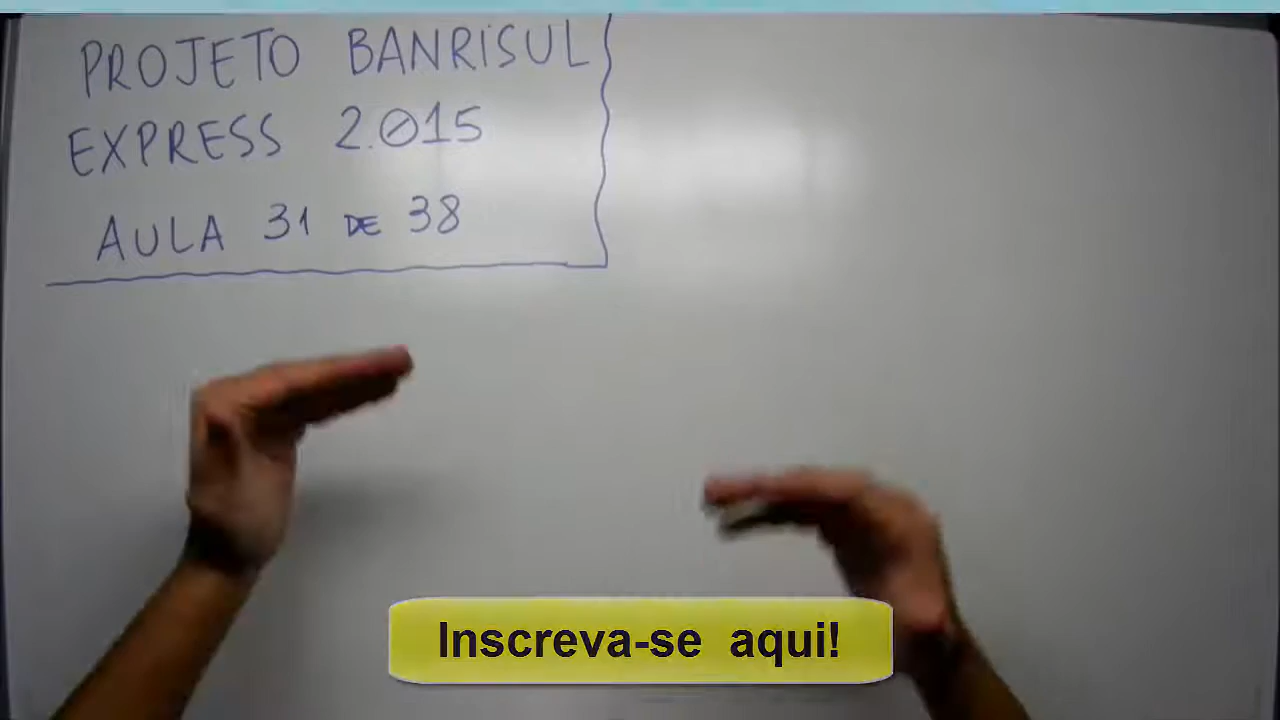 PROJETO BANRISUL
EXPRESS 2.015
AULA 31 DE 38
Inscreva-se aqui!